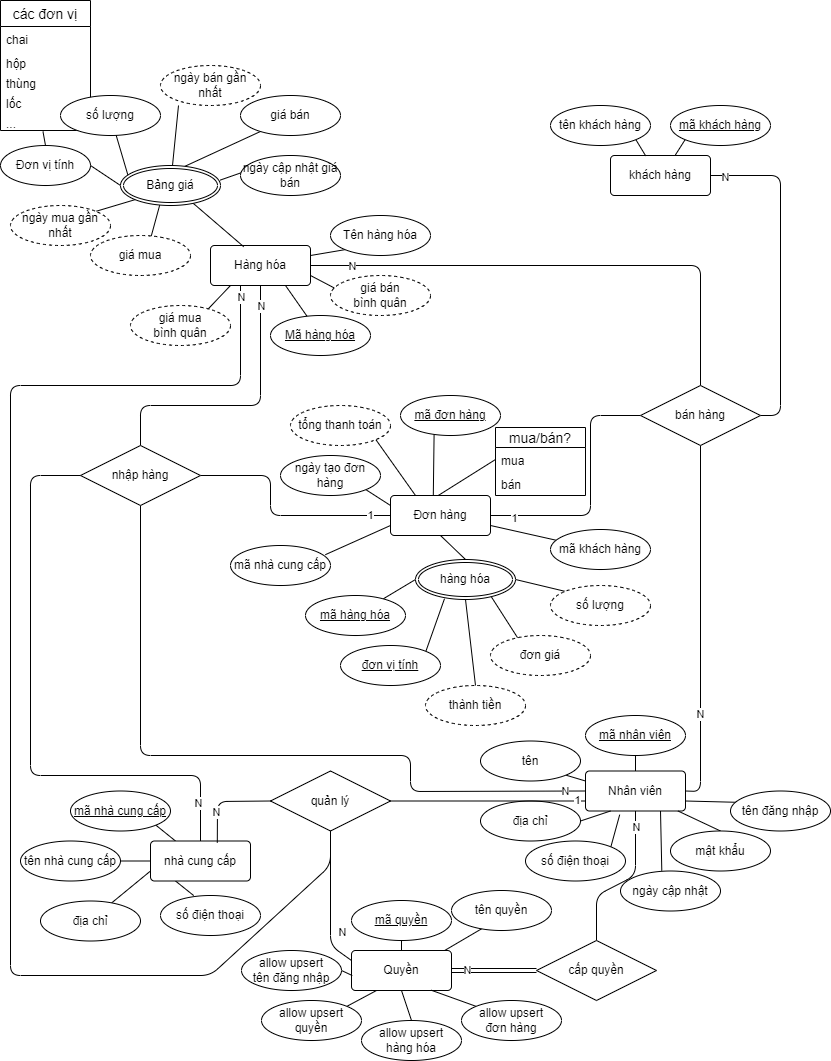 các đơn vị
chai
hộp
thùng
lốc
...
ngày bán gần
nhất
số lượng
giá bán
tên khách hàng
mã khách hàng
Đơn vị tính
Bảng giá
ngày cập nhật giá
bán
khách hàng
N
ngày mua gần
nhất
giá mua
Tên hàng hóa
Hàng hóa
N
giá bán
bình quân
N
N
giá mua
bình quân
Mã hàng hóa
tổng thanh toán
mã đơn hàng
bán hàng
mua/bán?
mua
bán
nhập hàng
ngày tạo đơn
hàng
1
Đơn hàng
1
mã nhà cung cấp
mã khách hàng
hàng hóa
số lượng
mã hàng hóa
đơn giá
đơn vị tính
thành tiền
N
mã nhân viên
tên
N
Nhân viên
quản lý
1
N
N
mã nhà cung cấp
địa chỉ
tên đăng nhập
N
mật khẩu
tên nhà cung cấp
nhà cung cấp
số điện thoại
ngày cập nhật
địa chỉ
số điện thoại
mã quyền
tên quyền
N
allow upsert
tên đăng nhập
Quyền
N
cấp quyền
allow upsert
quyền
allow upsert
hàng hóa
allow upsert
đơn hàng